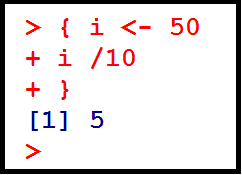 > { i <- 50
+ i /10
+ }
[1] 5
>